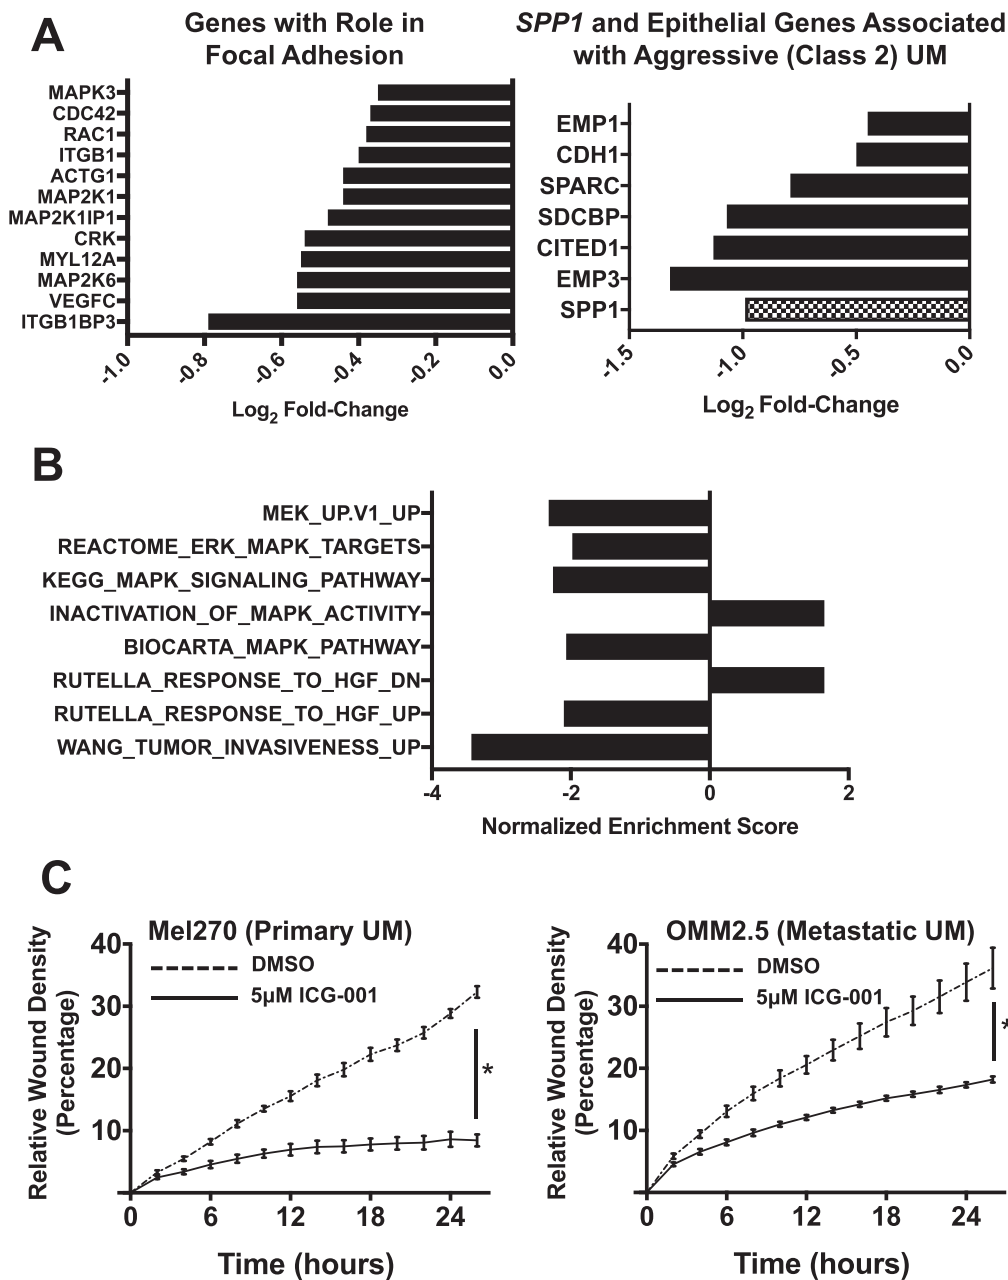 A
Genes with Role in
Focal Adhesion
MAPK3
CDC42
RAC1
ITGB1
ACTG1
MAP2K1
MAP2K1IP1
CRK
MYL12A
MAP2K6
VEGFC
ITGB1BP3
-1.0 -0.8 -0.6 -0.4 -0.2 0.0
Log2 Fold-Change
SPP1 and Epithelial Genes Associated
with Aggressive (Class 2) UM
EMP1
CDH1
SPARC
SDCBP
CITED1
EMP3
SPP1
-1.5 -1.0 -0.5 0.0
Log2 Fold-Change
B
MEK_UP.V1_UP
REACTOME_ERK_MAPK_TARGETS
KEGG_MAPK_SIGNALING_PATHWAY
INACTIVATION_OF_MAPK_ACTIVITY
BIOCARTA_MAPK_PATHWAY
RUTELLA_RESPONSE_TO_HGF_DN
RUTELLA_RESPONSE_TO_HGF_UP
WANG_TUMOR_INVASIVENESS_UP
-4 -2 0 2
Normalized Enrichment Score
C
Mel270 (Primary UM)
DMSO
5µM ICG-001
Relative Wound Density
(Percentage)
40
30
20
10
*
0 6 12 18 24
Time (hours)
OMM2.5 (Metastatic UM)
DMSO
5µM ICG-001
Relative Wound Density
(Percentage)
40
30
20
10
*
0 6 12 18 24
Time (hours)